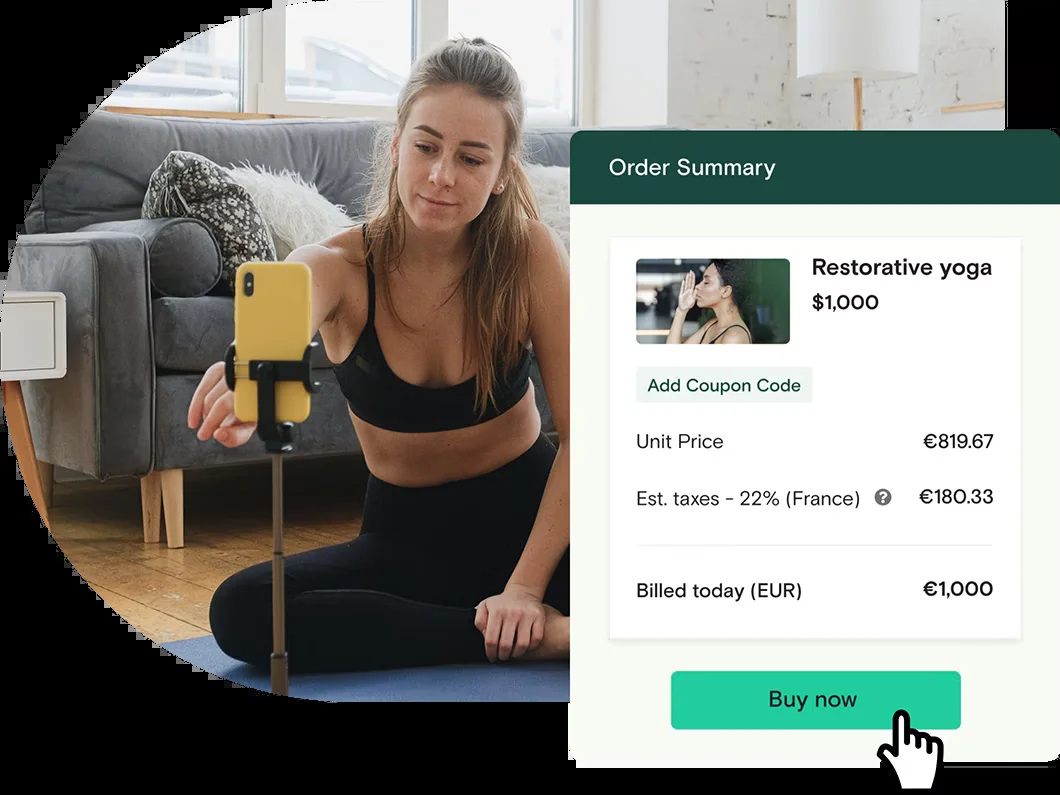 Order Summary
Restorative yoga
$1,000
Add Coupon Code
Unit Price €819.67
Est. taxes - 22% (France) ? €180.33
Billed today (EUR) €1,000
Buy now